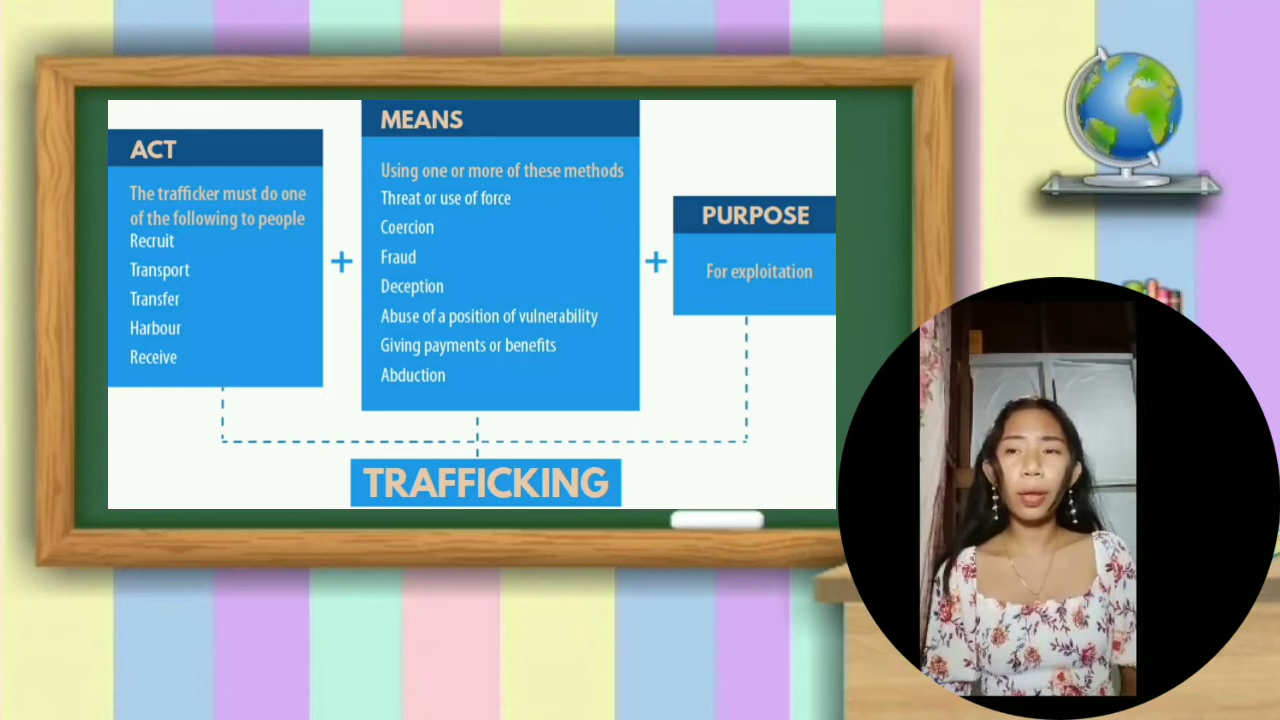 ACT
The trafficker must do one
of the following to people
Recruit
Transport
Transfer
Harbour
Receive
+
MEANS
Using one or more of these methods
Threat or use of force
Coercion
Fraud
Deception
Abuse of a position of vulnerability
Giving payments or benefits
Abduction
+
PURPOSE
For exploitation
TRAFFICKING